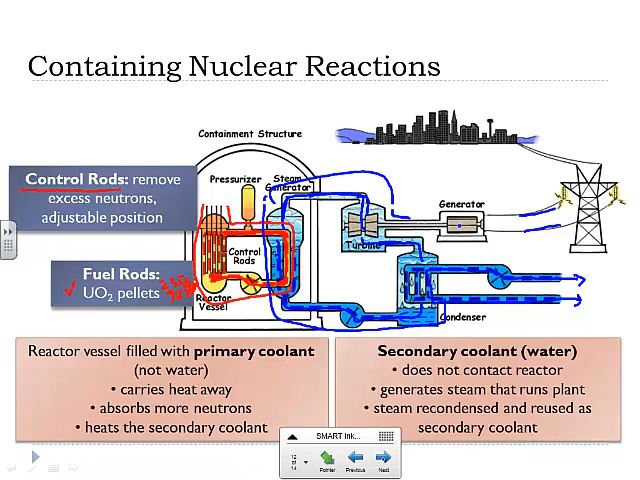 Containing Nuclear Reactions
Containment Structure
Control Rods: remove
excess neutrons,
adjustable position
Pressurizer
Steam
Generator
Generator
Turbine
Control
Rods
Fuel Rods:
UO2 pellets
Reactor
Vessel
Condenser
Reactor vessel filled with primary coolant
(not water)
• carries heat away
• absorbs more neutrons
• heats the secondary coolant
Secondary coolant (water)
• does not contact reactor
• generates steam that runs plant
• steam recondensed and reused as
secondary coolant
SMART Ink...
12
of
14
Pointer
Previous
Next